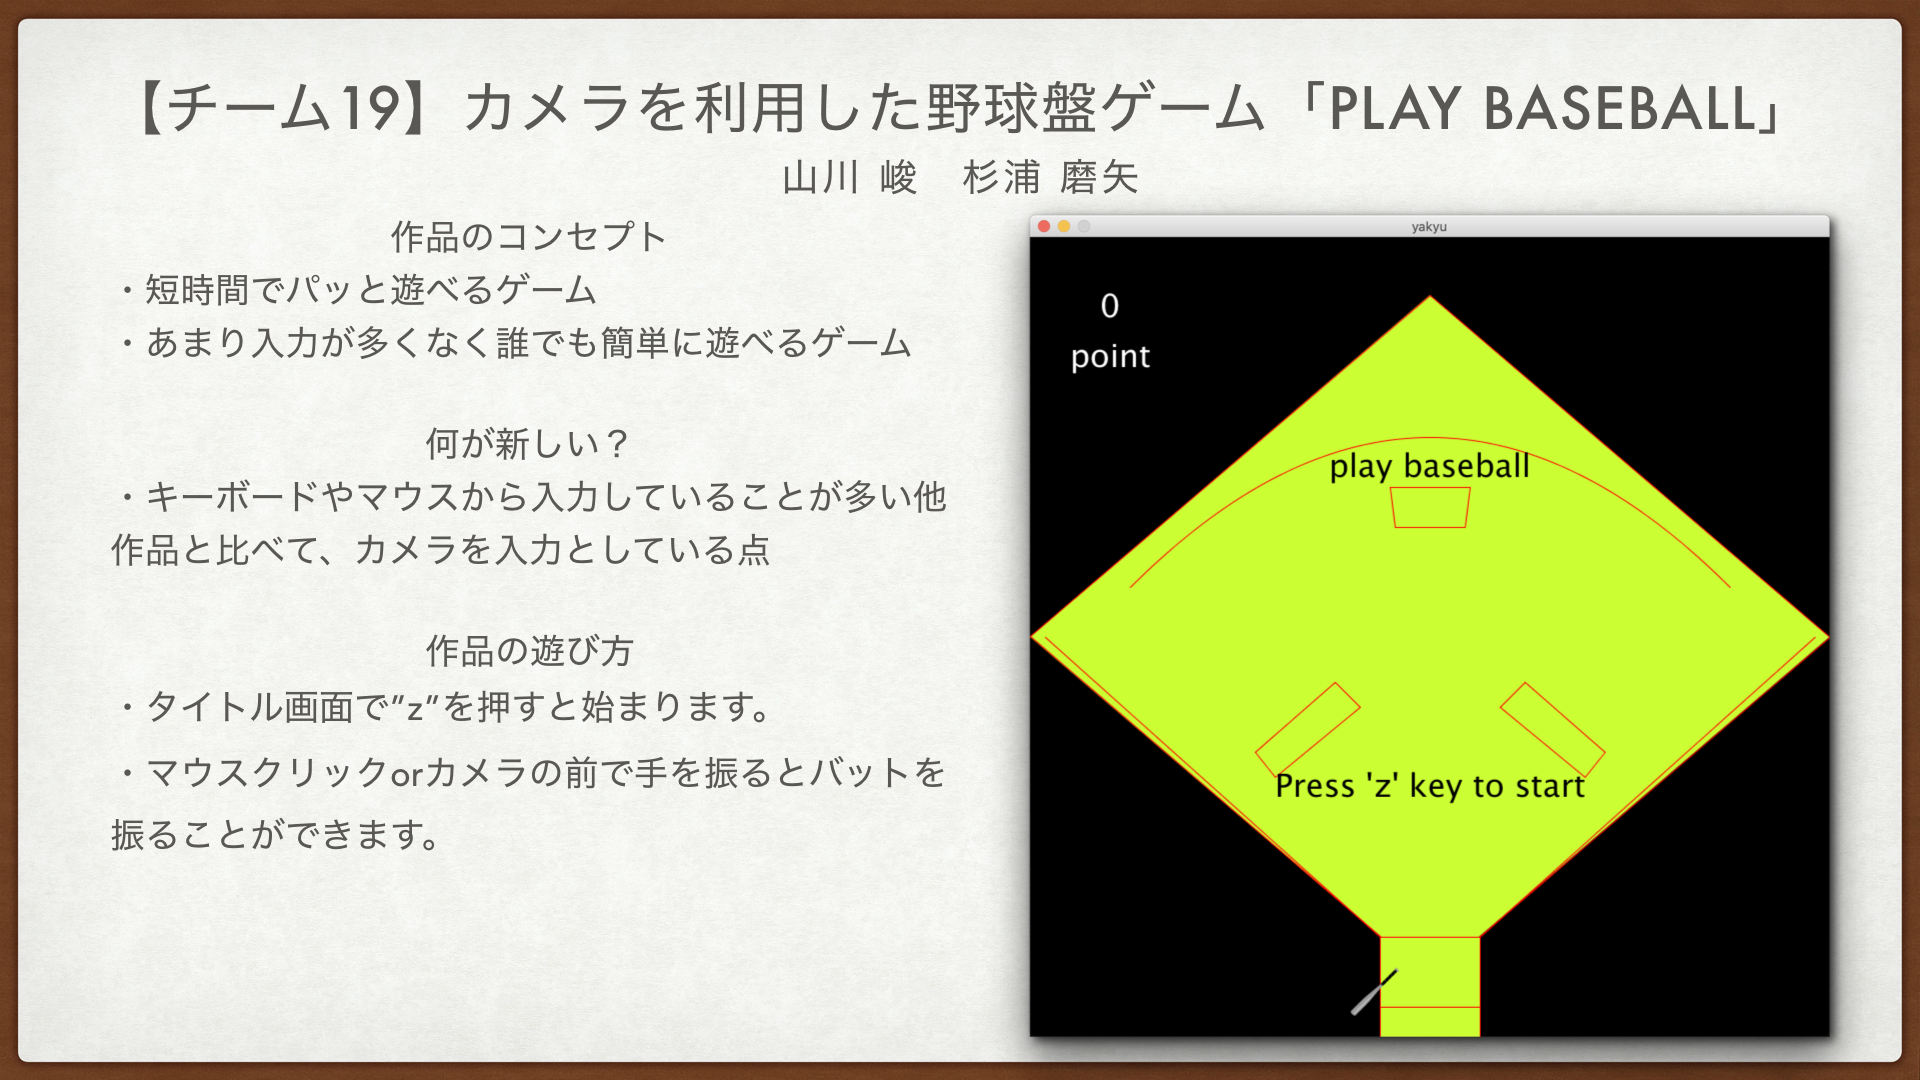 【チーム19】カメラを利用した野球盤ゲーム「PLAY BASEBALL」
山川 峻　杉浦 磨矢
作品のコンセプト
・短時間でパッと遊べるゲーム
・あまり入力が多くなく誰でも簡単に遊べるゲーム
何が新しい？
・キーボードやマウスから入力していることが多い他
作品と比べて、カメラを入力としている点
作品の遊び方
・タイトル画面で”z”を押すと始まります。
・マウスクリックorカメラの前で手を振るとバットを
振ることができます。
yakyu
0
point
play baseball
Press 'z' key to start